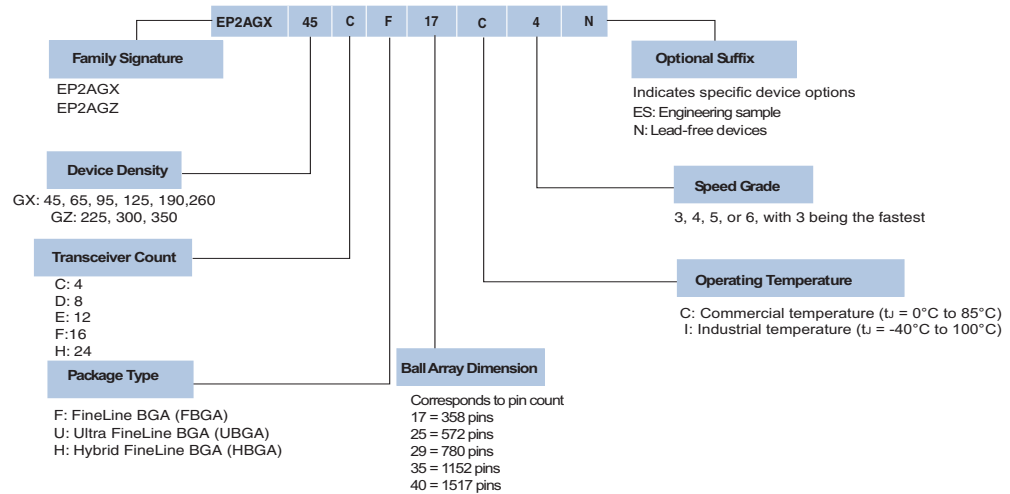 EP2AGX 45 C F 17 C 4 N
Family Signature
EP2AGX
EP2AGZ
Optional Suffix
Indicates specific device options
ES: Engineering sample
N: Lead-free devices
Device Density
GX: 45, 65, 95, 125, 190,260
GZ: 225, 300, 350
Speed Grade
3, 4, 5, or 6, with 3 being the fastest
Transceiver Count
C: 4
D: 8
E: 12
F:16
H: 24
Operating Temperature
C: Commercial temperature (tJ = 0°C to 85°C)
I: Industrial temperature (tJ = -40°C to 100°C)
Package Type
F: FineLine BGA (FBGA)
U: Ultra FineLine BGA (UBGA)
H: Hybrid FineLine BGA (HBGA)
Ball Array Dimension
Corresponds to pin count
17 = 358 pins
25 = 572 pins
29 = 780 pins
35 = 1152 pins
40 = 1517 pins